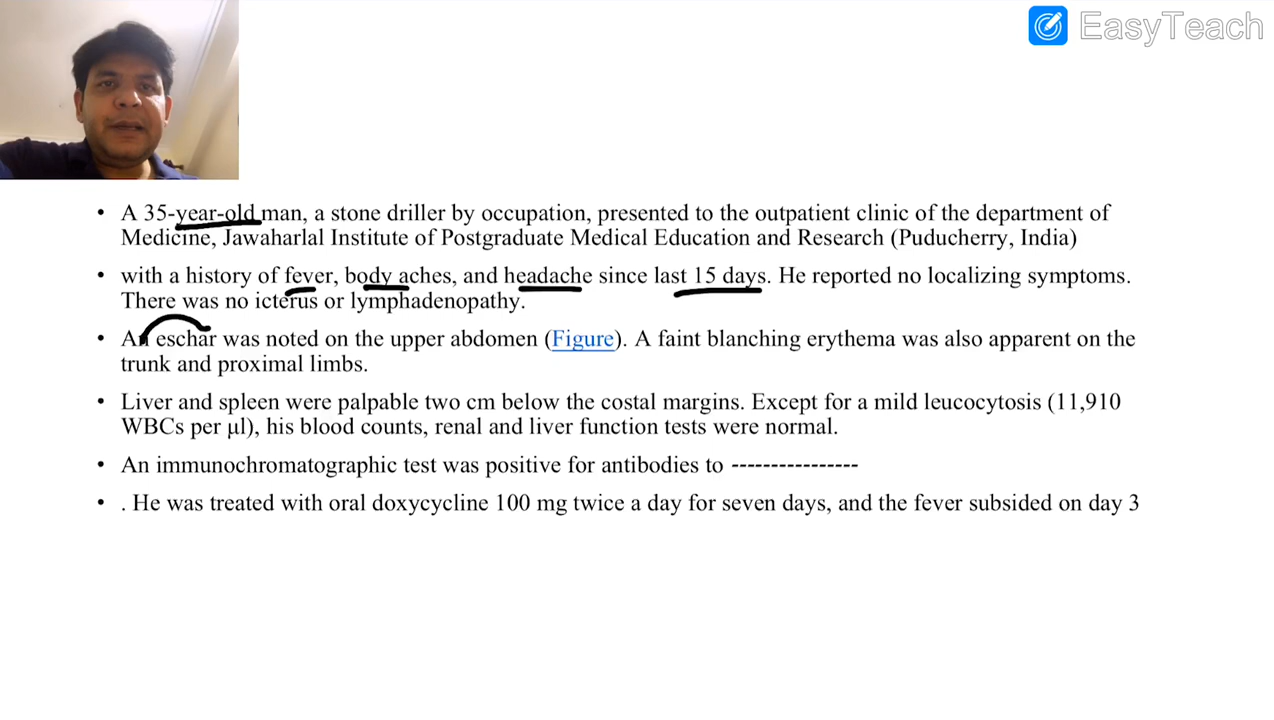 EasyTeach
• A 35-year-old man, a stone driller by occupation, presented to the outpatient clinic of the department of
Medicine, Jawaharlal Institute of Postgraduate Medical Education and Research (Puducherry, India)
• with a history of fever, body aches, and headache since last 15 days. He reported no localizing symptoms.
There was no icterus or lymphadenopathy.
• An eschar was noted on the upper abdomen (Figure). A faint blanching erythema was also apparent on the
trunk and proximal limbs.
• Liver and spleen were palpable two cm below the costal margins. Except for a mild leucocytosis (11,910
WBCs per μl), his blood counts, renal and liver function tests were normal.
• An immunochromatographic test was positive for antibodies to ----------------
• . He was treated with oral doxycycline 100 mg twice a day for seven days, and the fever subsided on day 3